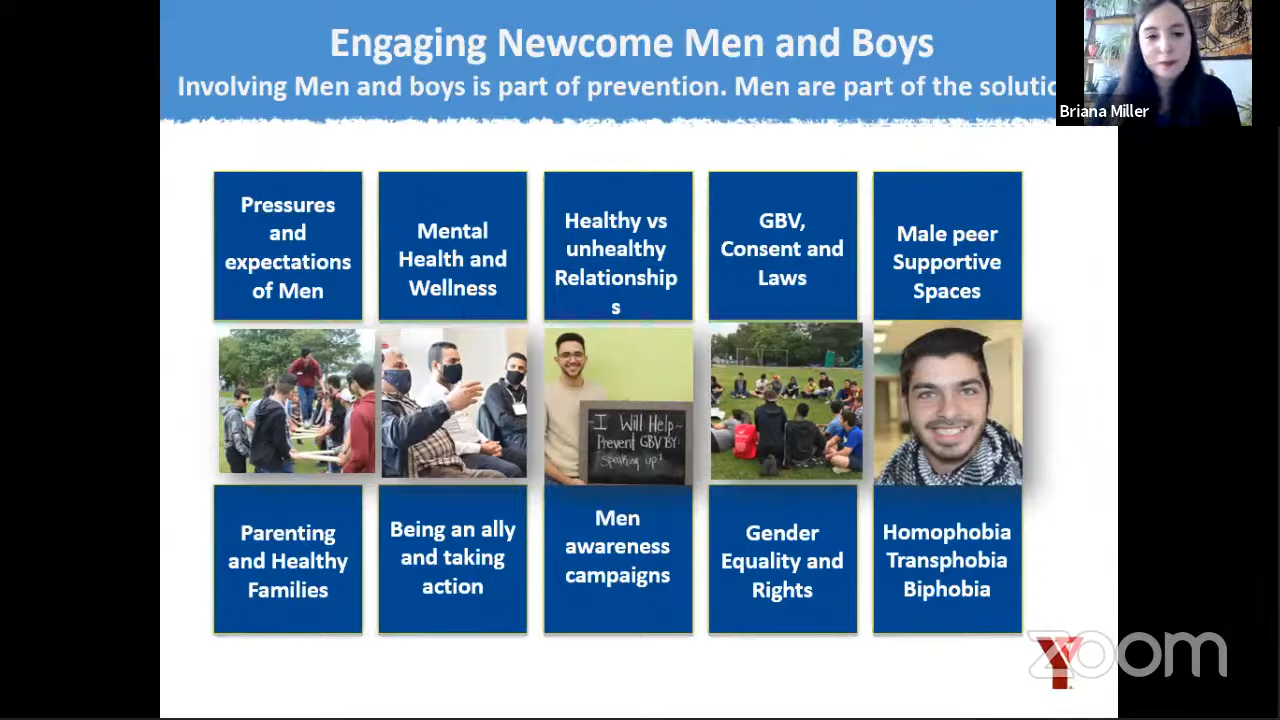 Engaging Newcome Men and Boys
Involving Men and boys is part of prevention. Men are part of the solutio
Briana Miller
Pressures
and
expectations
of Men
Mental
Health and
Wellness
Healthy vs
unhealthy
Relationship
s
GBV,
Consent and
Laws
Male peer
Supportive
Spaces
I Will Help~
Prevent GBV BY:
speaking up!
Parenting
and Healthy
Families
Being an ally
and taking
action
Men
awareness
campaigns
Gender
Equality and
Rights
Homophobia
Transphobia
Biphobia
zoom